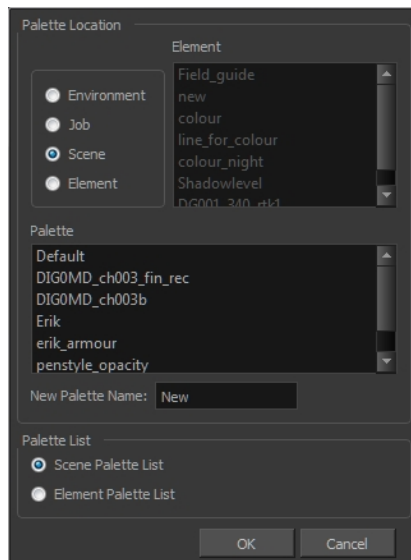 Palette Location
Element
Environment
Job
Scene
Element
Field_guide
new
colour
line_for_colour
colour_night
Shadowlevel
DG001_340_rtk1
Palette
Default
DIG0MD_ch003_fin_rec
DIG0MD_ch003b
Erik
erik_armour
penstyle_opacity
New Palette Name: New
Palette List
Scene Palette List
Element Palette List
OK Cancel